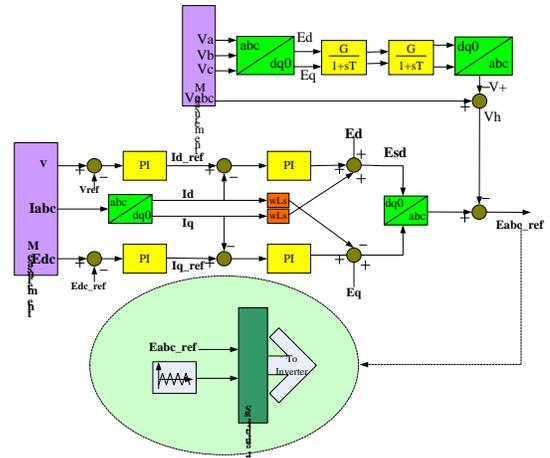 Va
Vb
Vc
Vabc
abc
dq0
Ed
Eq
G
1+sT
G
1+sT
dq0
abc
V+
Vh
v
Vref
PI
Id_ref
PI
Ed
Esd
Iabc
abc
dq0
Id
Iq
wLs
wLs
dq0
abc
Eabc_ref
Edc
Edc_ref
PI
Iq_ref
PI
Eq
Eabc_ref
To
Inverter